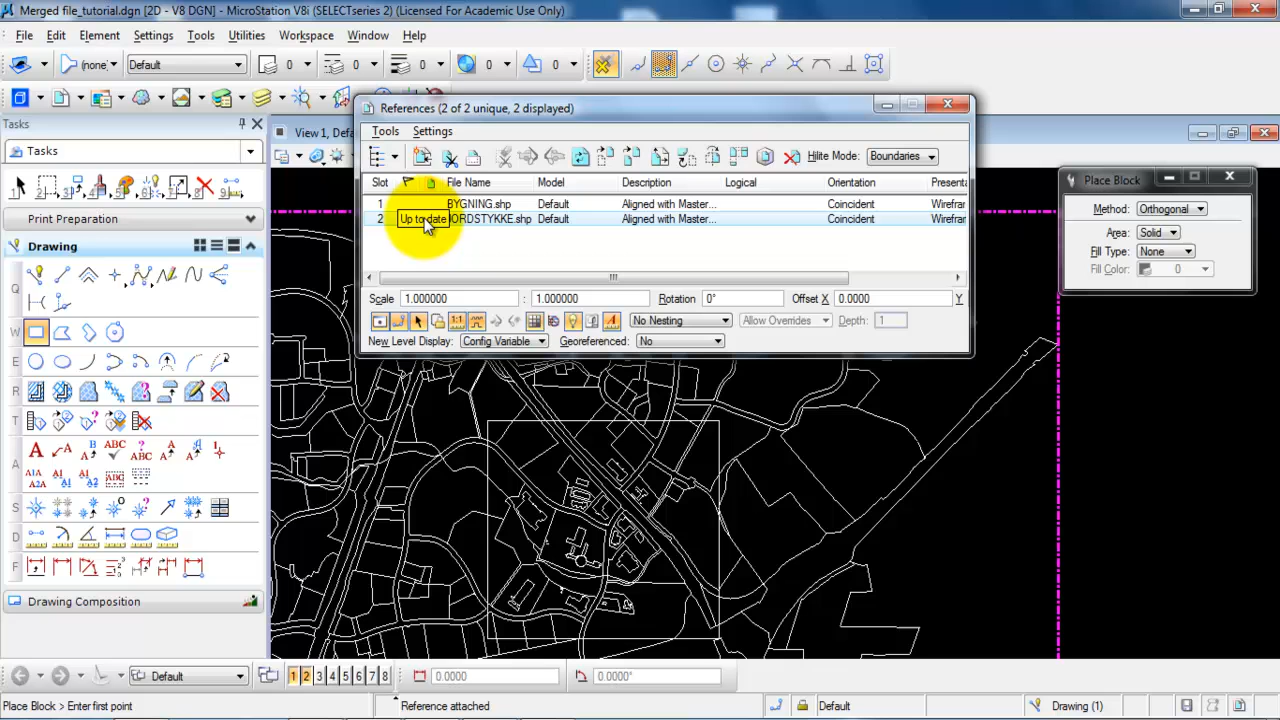 Merged file_tutorial.dgn [2D - V8 DGN] - MicroStation V8i (SELECTseries 2) (Licensed For Academic Use Only)
File Edit Element Settings Tools Utilities Workspace Window Help
(none) Default 0 0 0 0 0
References (2 of 2 unique, 2 displayed)
Tasks
View 1, Defa
Tools Settings
Tasks
Hilite Mode: Boundaries
Slot File Name Model Description Logical Orientation Presenta
Place Block
1 BYGNING.shp Default Aligned with Master... Coincident Wirefran
Method: Orthogonal
2 Up to date JORDSTYKKE.shp Default Aligned with Master... Coincident Wirefran
Print Preparation
Area: Solid
Drawing
Fill Type: None
Fill Color: 0
Q
Scale 1.000000 : 1.000000 Rotation 0° Offset X 0.0000 Y
No Nesting Allow Overrides Depth: 1
W
New Level Display: Config Variable Georeferenced: No
E
R
T
A
S
D
F
Drawing Composition
Default 1 2 3 4 5 6 7 8 0.0000 0.0000°
Place Block > Enter first point Reference attached Default Drawing (1)